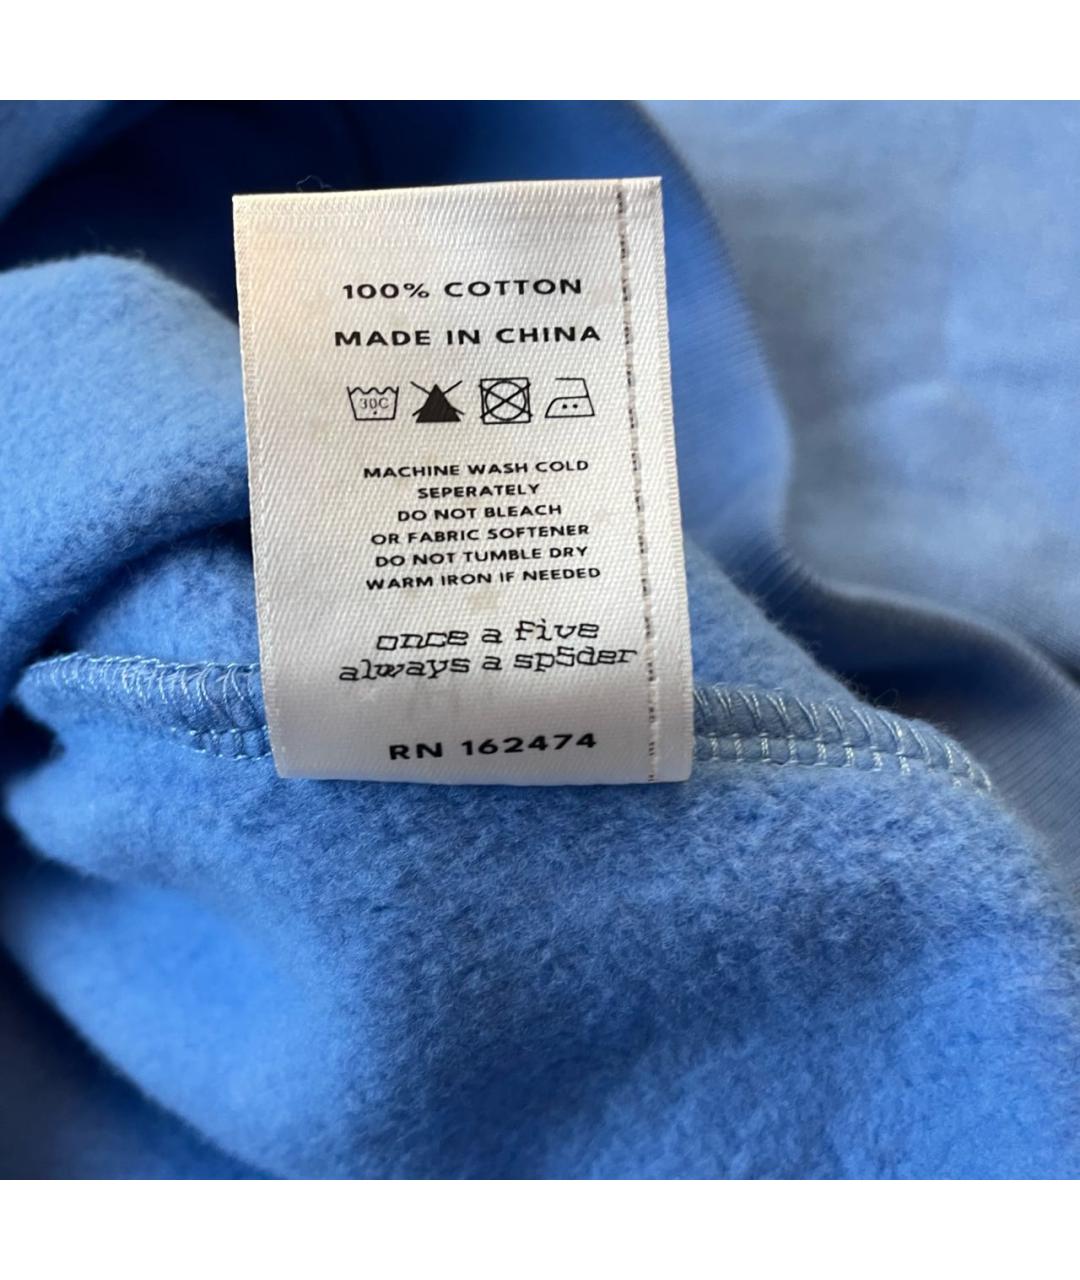 100% COTTON
MADE IN CHINA
30C
MACHINE WASH COLD
SEPERATELY
DO NOT BLEACH
OR FABRIC SOFTENER
DO NOT TUMBLE DRY
WARM IRON IF NEEDED
once a five
always a sp5der
RN 162474